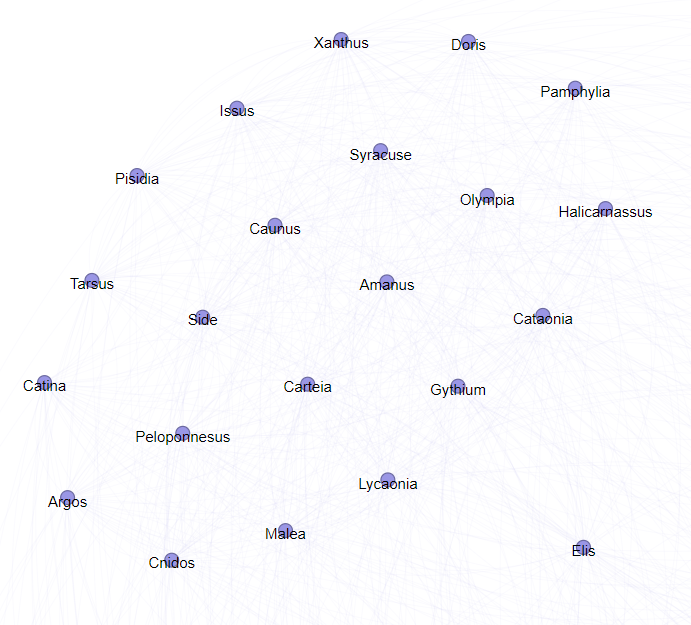 Xanthus
Doris
Pamphylia
Issus
Syracuse
Pisidia
Olympia
Halicarnassus
Caunus
Tarsus
Amanus
Side
Cataonia
Catina
Carteia
Gythium
Peloponnesus
Lycaonia
Argos
Malea
Elis
Cnidos